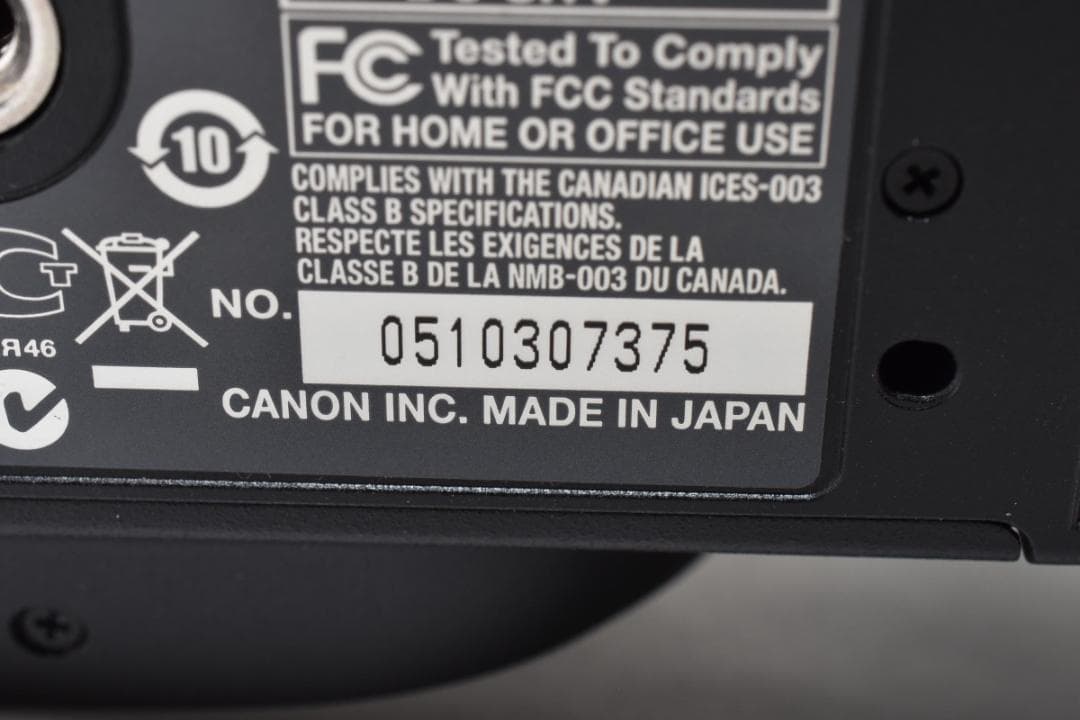 FC Tested To Comply
With FCC Standards
FOR HOME OR OFFICE USE
10
COMPLIES WITH THE CANADIAN ICES-003
CLASS B SPECIFICATIONS.
RESPECTE LES EXIGENCES DE LA
CLASSE B DE LA NMB-003 DU CANADA.
NO. 0510307375
Я46
CANON INC. MADE IN JAPAN